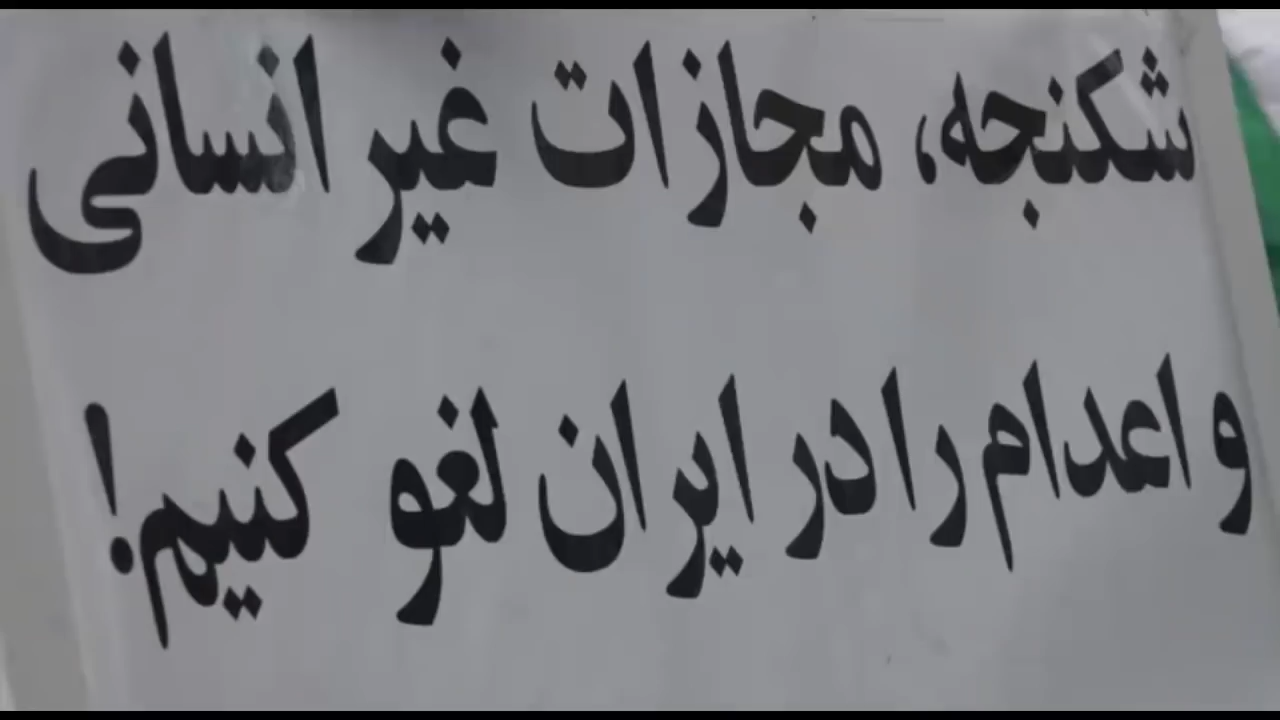 شکنجه، مجازات غیر انسانی
و اعدام را در ایران لغو کنیم!